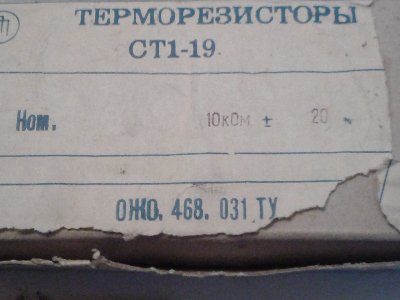 ТЕРМОРЕЗИСТОРЫ
СТ1-19
Ном. 10кОм ± 20 %
ОЖО. 468. 031 ТУ